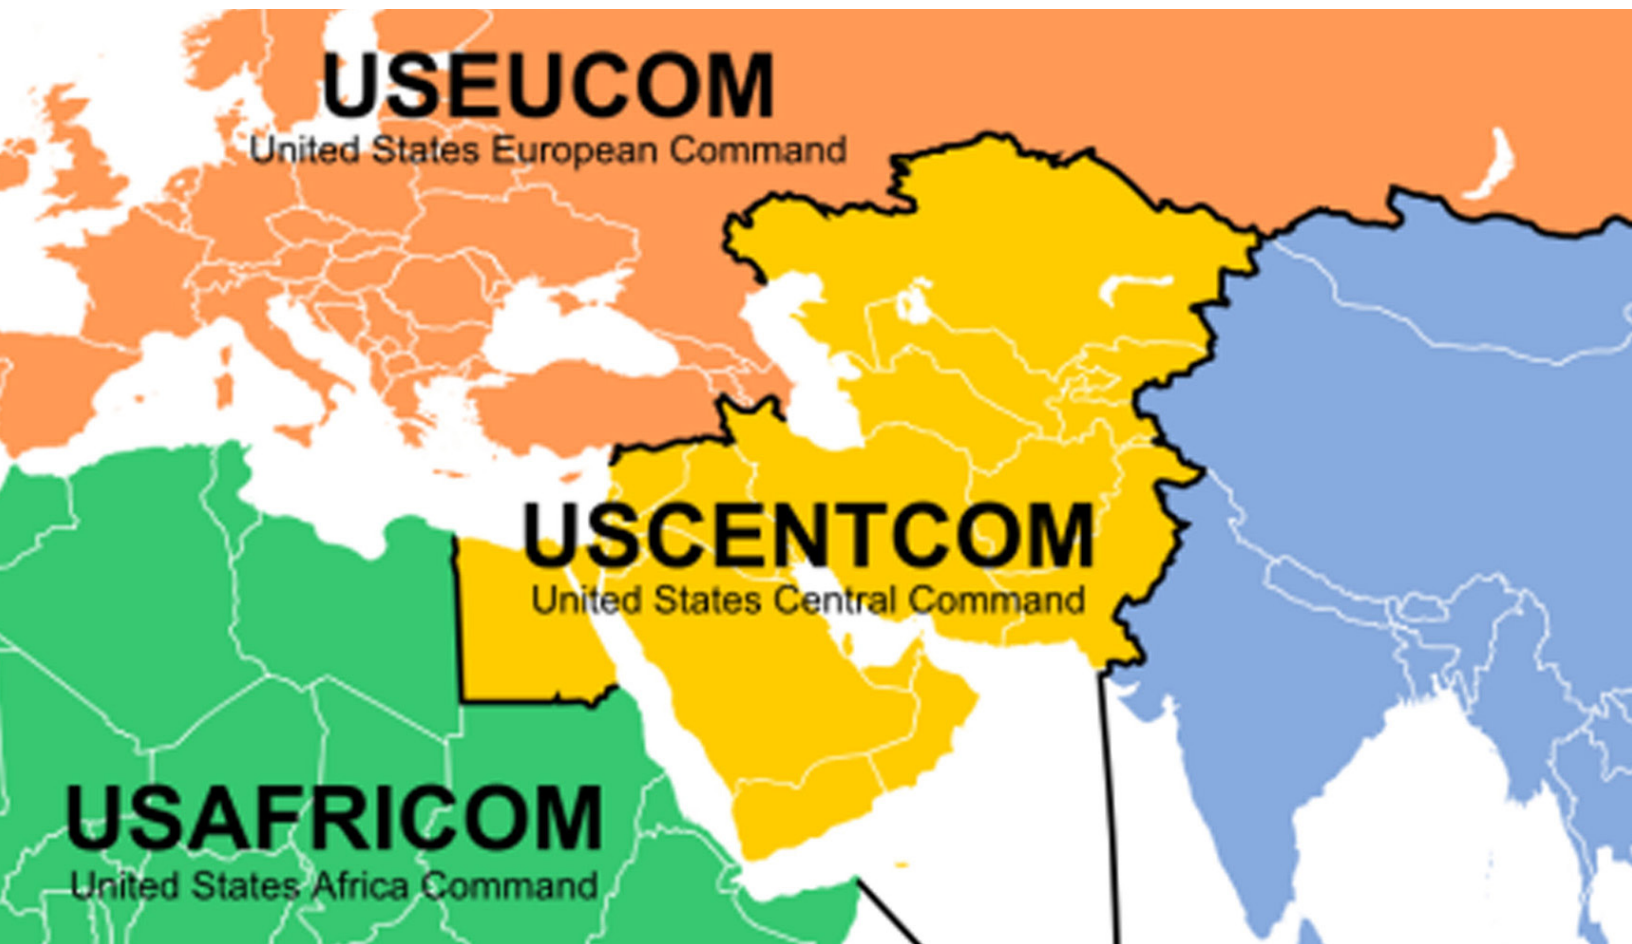 USEUCOM
United States European Command
USCENTCOM
United States Central Command
USAFRICOM
United States Africa Command